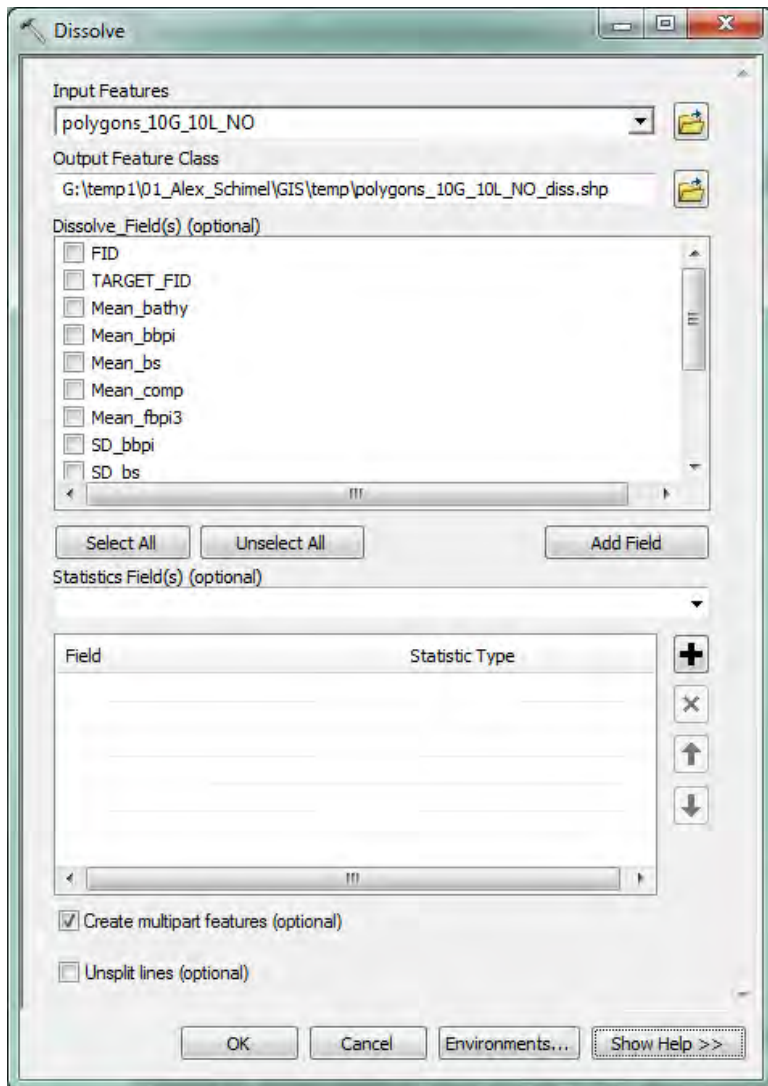 Dissolve
Input Features
polygons_10G_10L_NO
Output Feature Class
G:\temp1\01_Alex_Schimel\GIS\temp\polygons_10G_10L_NO_diss.shp
Dissolve_Field(s) (optional)
FID
TARGET_FID
Mean_bathy
Mean_bbpi
Mean_bs
Mean_comp
Mean_fbpi3
SD_bbpi
SD_bs
Select All Unselect All Add Field
Statistics Field(s) (optional)
Field Statistic Type
Create multipart features (optional)
Unsplit lines (optional)
OK Cancel Environments... Show Help >>